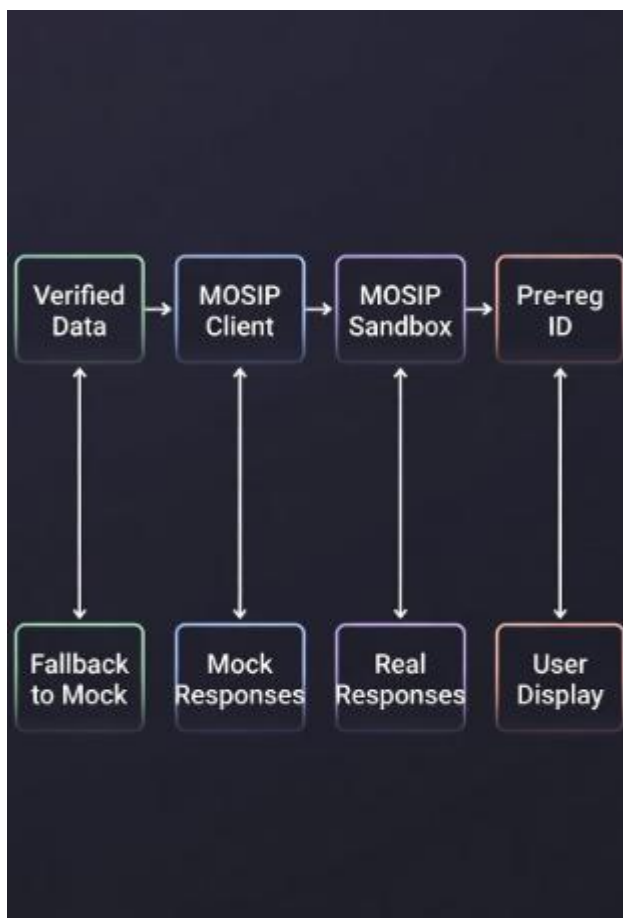 Verified
Data
MOSIP
Client
MOSIP
Sandbox
Pre-reg
ID
Fallback
to Mock
Mock
Responses
Real
Responses
User
Display